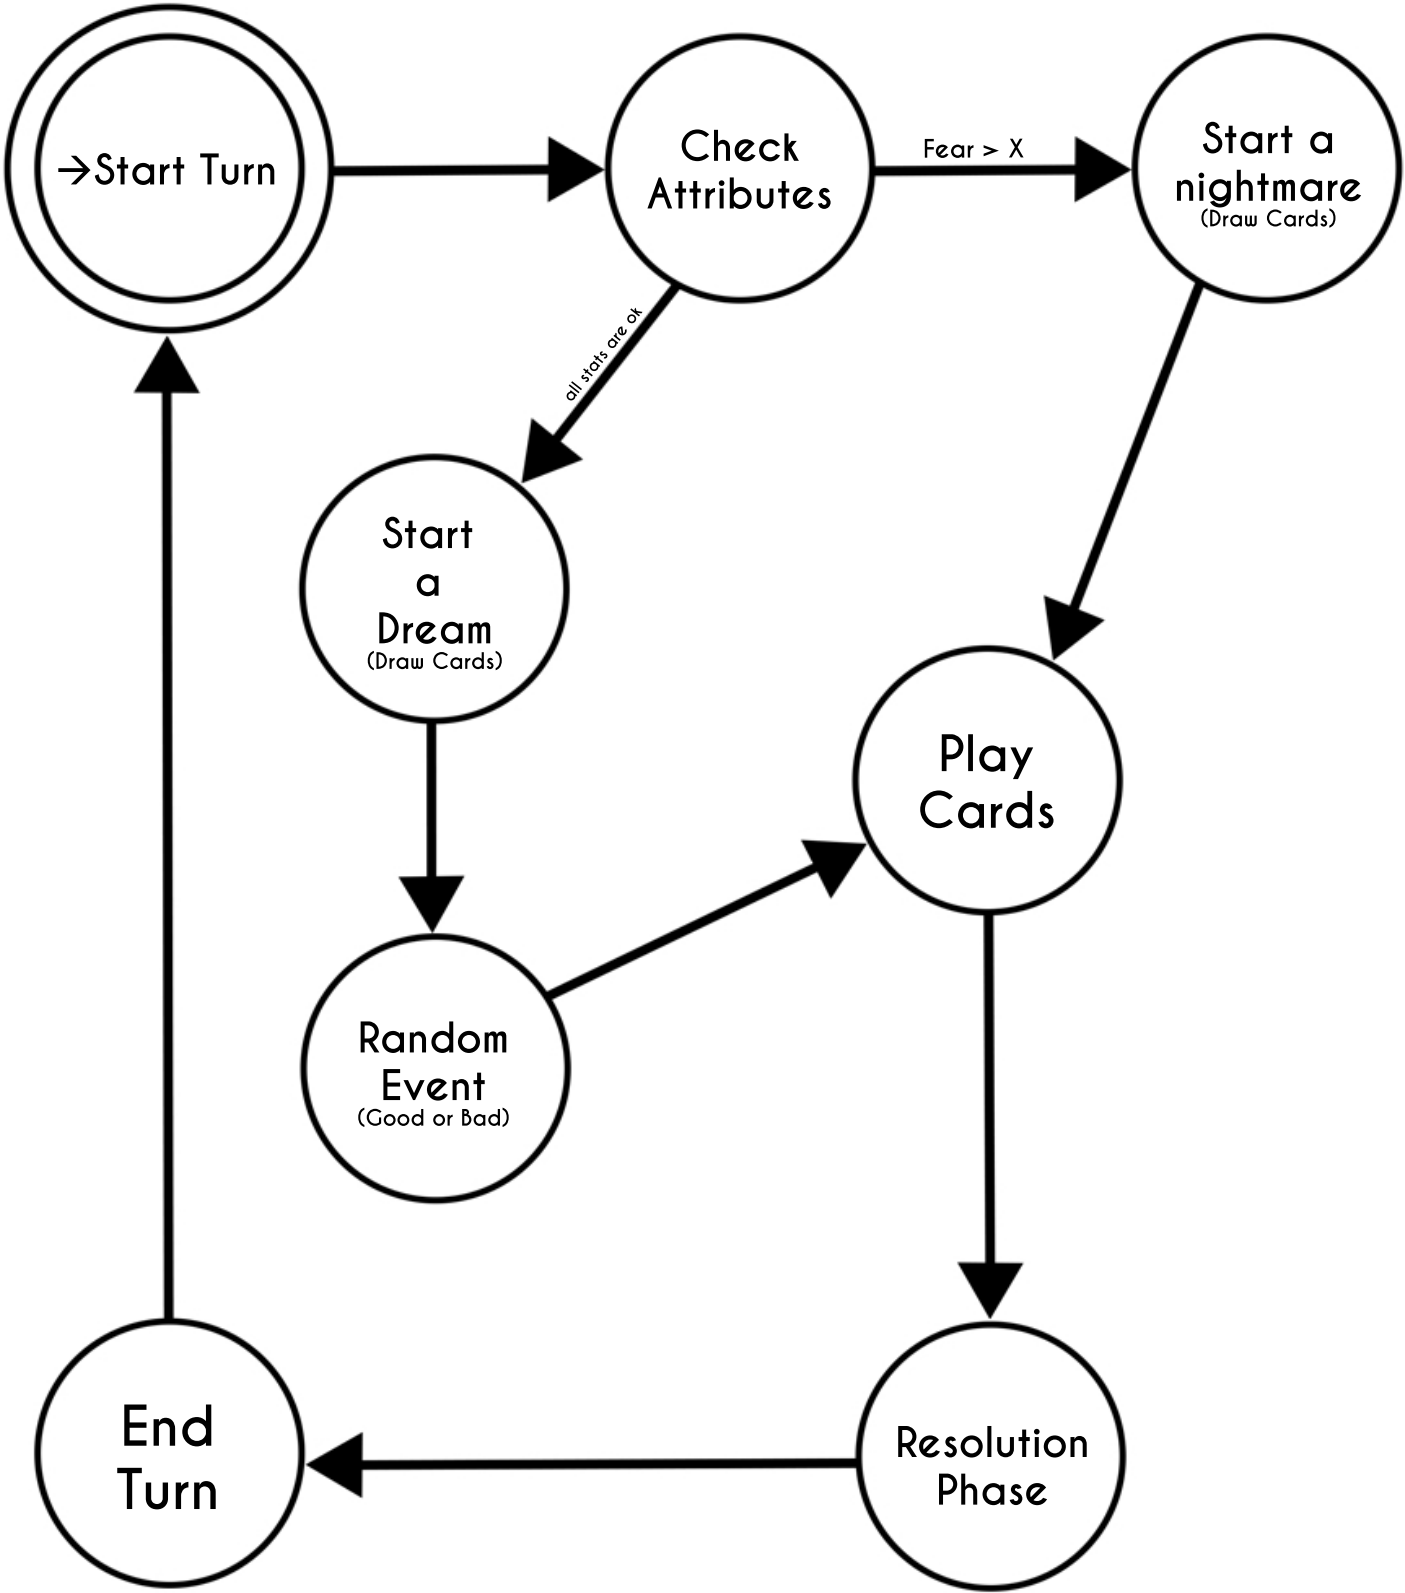 →Start Turn
Check
Attributes
Fear > X
Start a
nightmare
(Draw Cards)
all stats are ok
Start
a
Dream
(Draw Cards)
Play
Cards
Random
Event
(Good or Bad)
End
Turn
Resolution
Phase